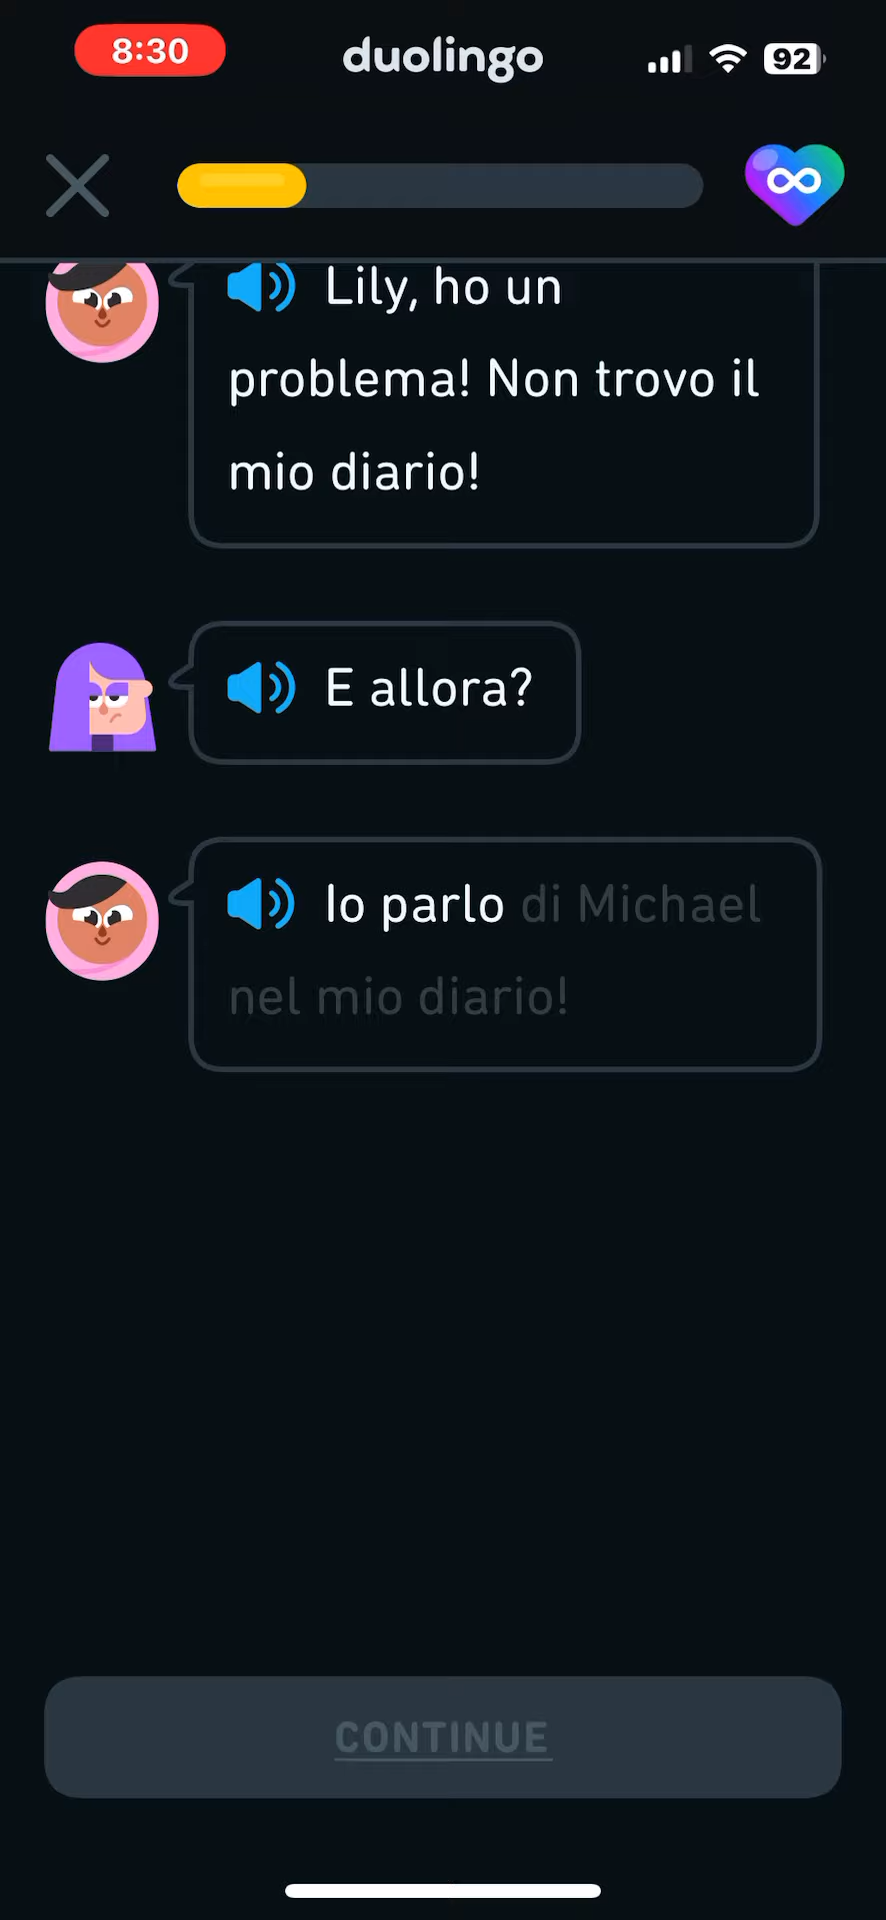 8:30 duolingo 92
Lily, ho un
problema! Non trovo il
mio diario!
E allora?
Io parlo di Michael
nel mio diario!
CONTINUE